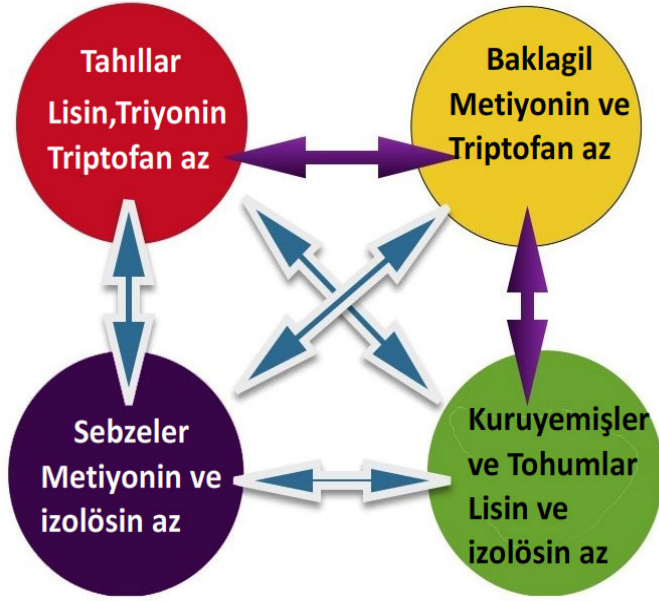 Tahıllar
Lisin,Triyonin
Triptofan az
Baklagil
Metiyonin ve
Triptofan az
Sebzeler
Metiyonin ve
izolösin az
Kuruyemişler
ve Tohumlar
Lisin ve
izolösin az